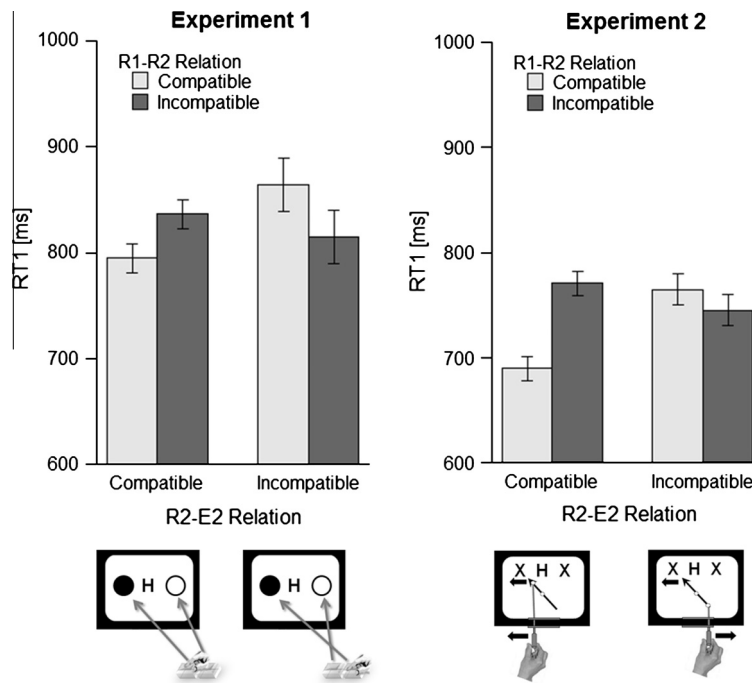 Experiment 1
1000
R1-R2 Relation
Compatible
Incompatible
900
RT1 [ms]
800
700
600
Compatible Incompatible
R2-E2 Relation
H
H
Experiment 2
1000
R1-R2 Relation
Compatible
Incompatible
900
RT1 [ms]
800
700
600
Compatible Incompatible
R2-E2 Relation
X H X
X H X